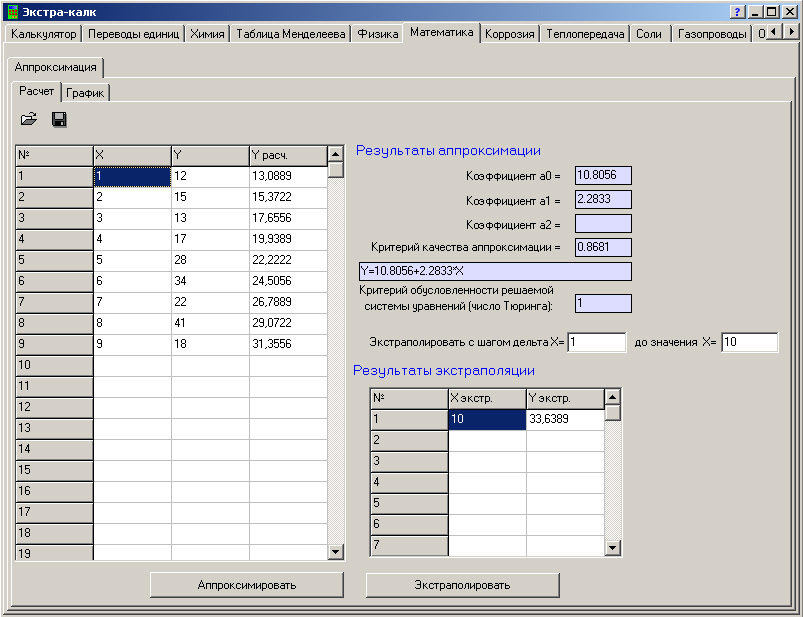 Экстра-калк
Калькулятор Переводы единиц Химия Таблица Менделеева Физика Математика Коррозия Теплопередача Соли Газопроводы О
Аппроксимация
Расчет График
№ X Y Y расч.
1 1 12 13,0889
2 2 15 15,3722
3 3 13 17,6556
4 4 17 19,9389
5 5 28 22,2222
6 6 34 24,5056
7 7 22 26,7889
8 8 41 29,0722
9 9 18 31,3556
10
11
12
13
14
15
16
17
18
19
Аппроксимировать
Результаты аппроксимации
Коэффициент a0 = 10.8056
Коэффициент a1 = 2.2833
Коэффициент a2 =
Критерий качества аппроксимации = 0.8681
Y=10.8056+2.2833*X
Критерий обусловленности решаемой
системы уравнений (число Тюринга): 1
Экстраполировать с шагом дельта X= 1 до значения X= 10
Результаты экстраполяции
№ X экстр. Y экстр.
1 10 33,6389
2
3
4
5
6
7
Экстраполировать